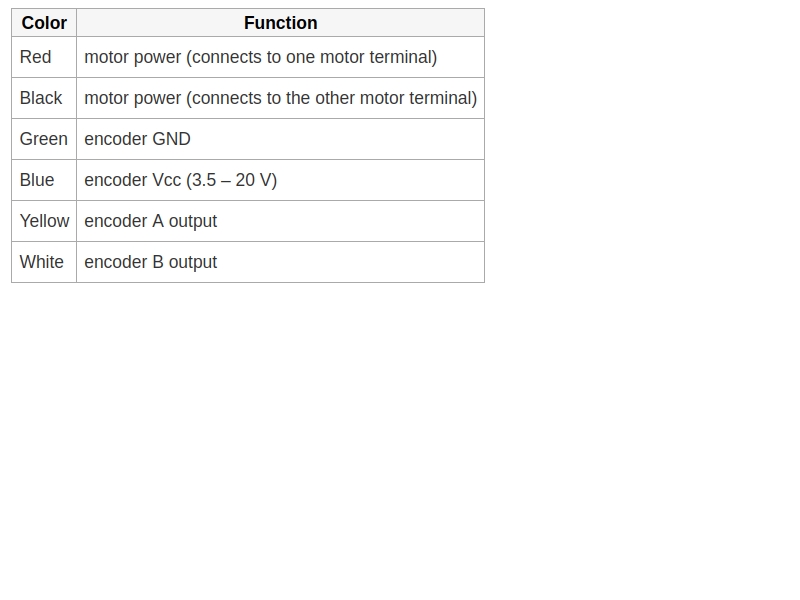 Color Function
Red motor power (connects to one motor terminal)
Black motor power (connects to the other motor terminal)
Green encoder GND
Blue encoder Vcc (3.5 – 20 V)
Yellow encoder A output
White encoder B output